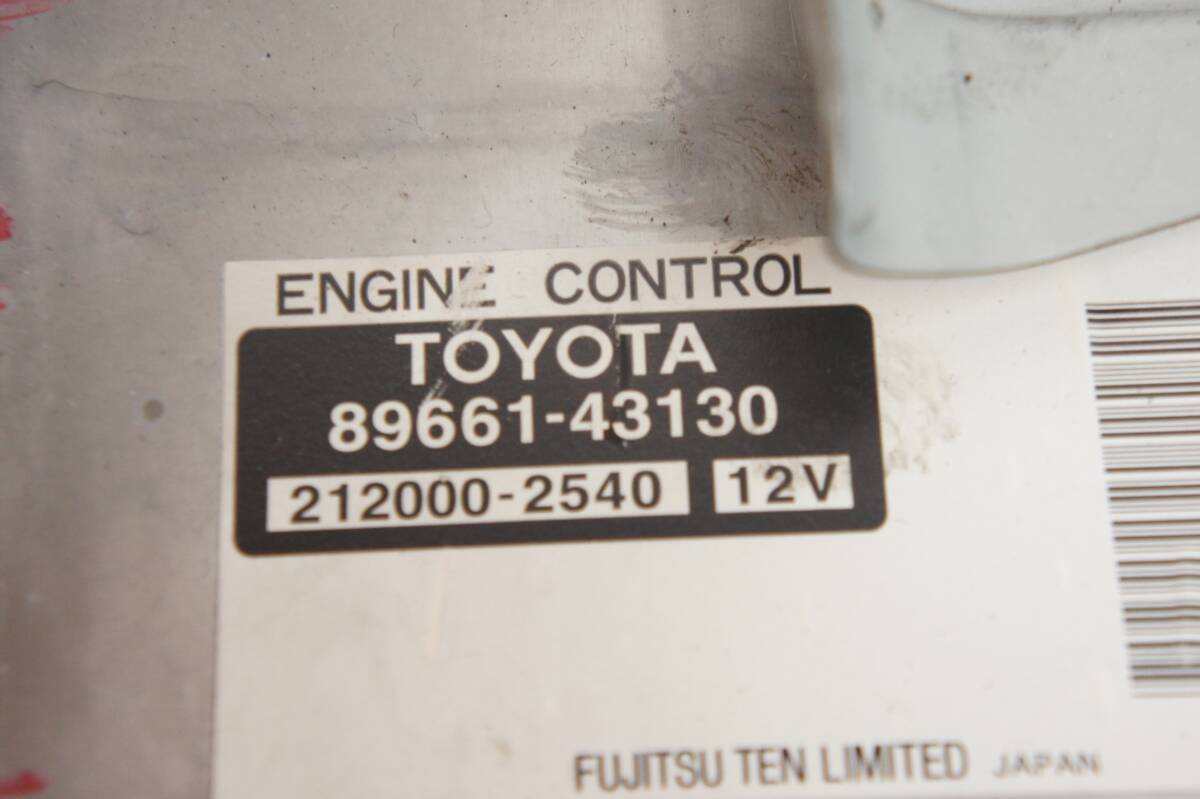 ENGINE CONTROL
TOYOTA
89661-43130
212000-2540 12V
FUJITSU TEN LIMITED JAPAN